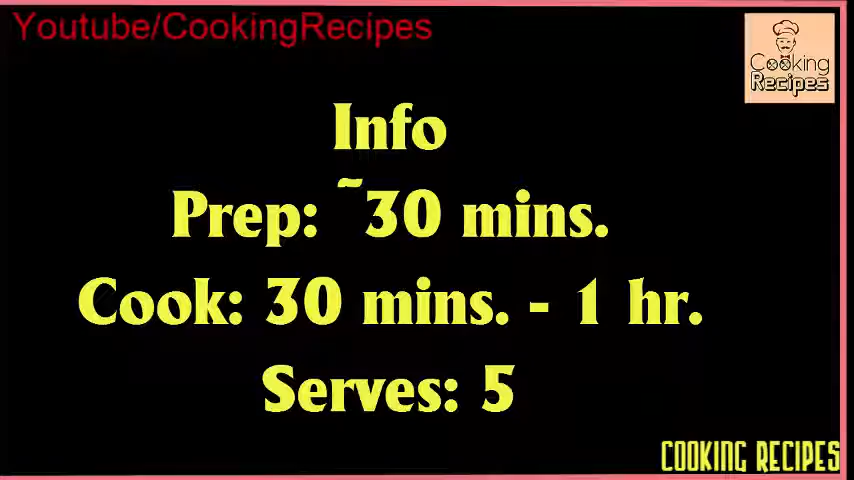 Youtube/CookingRecipes
Cooking
Recipes
Info
Prep: ~30 mins.
Cook: 30 mins. - 1 hr.
Serves: 5
COOKING RECIPES